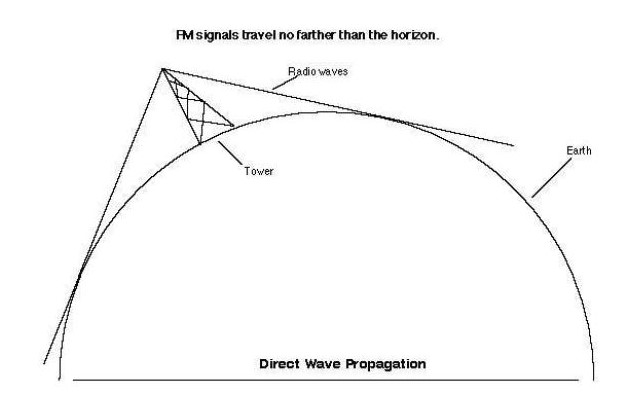 FM signals travel no farther than the horizon.
Radio waves
Earth
Tower
Direct Wave Propagation